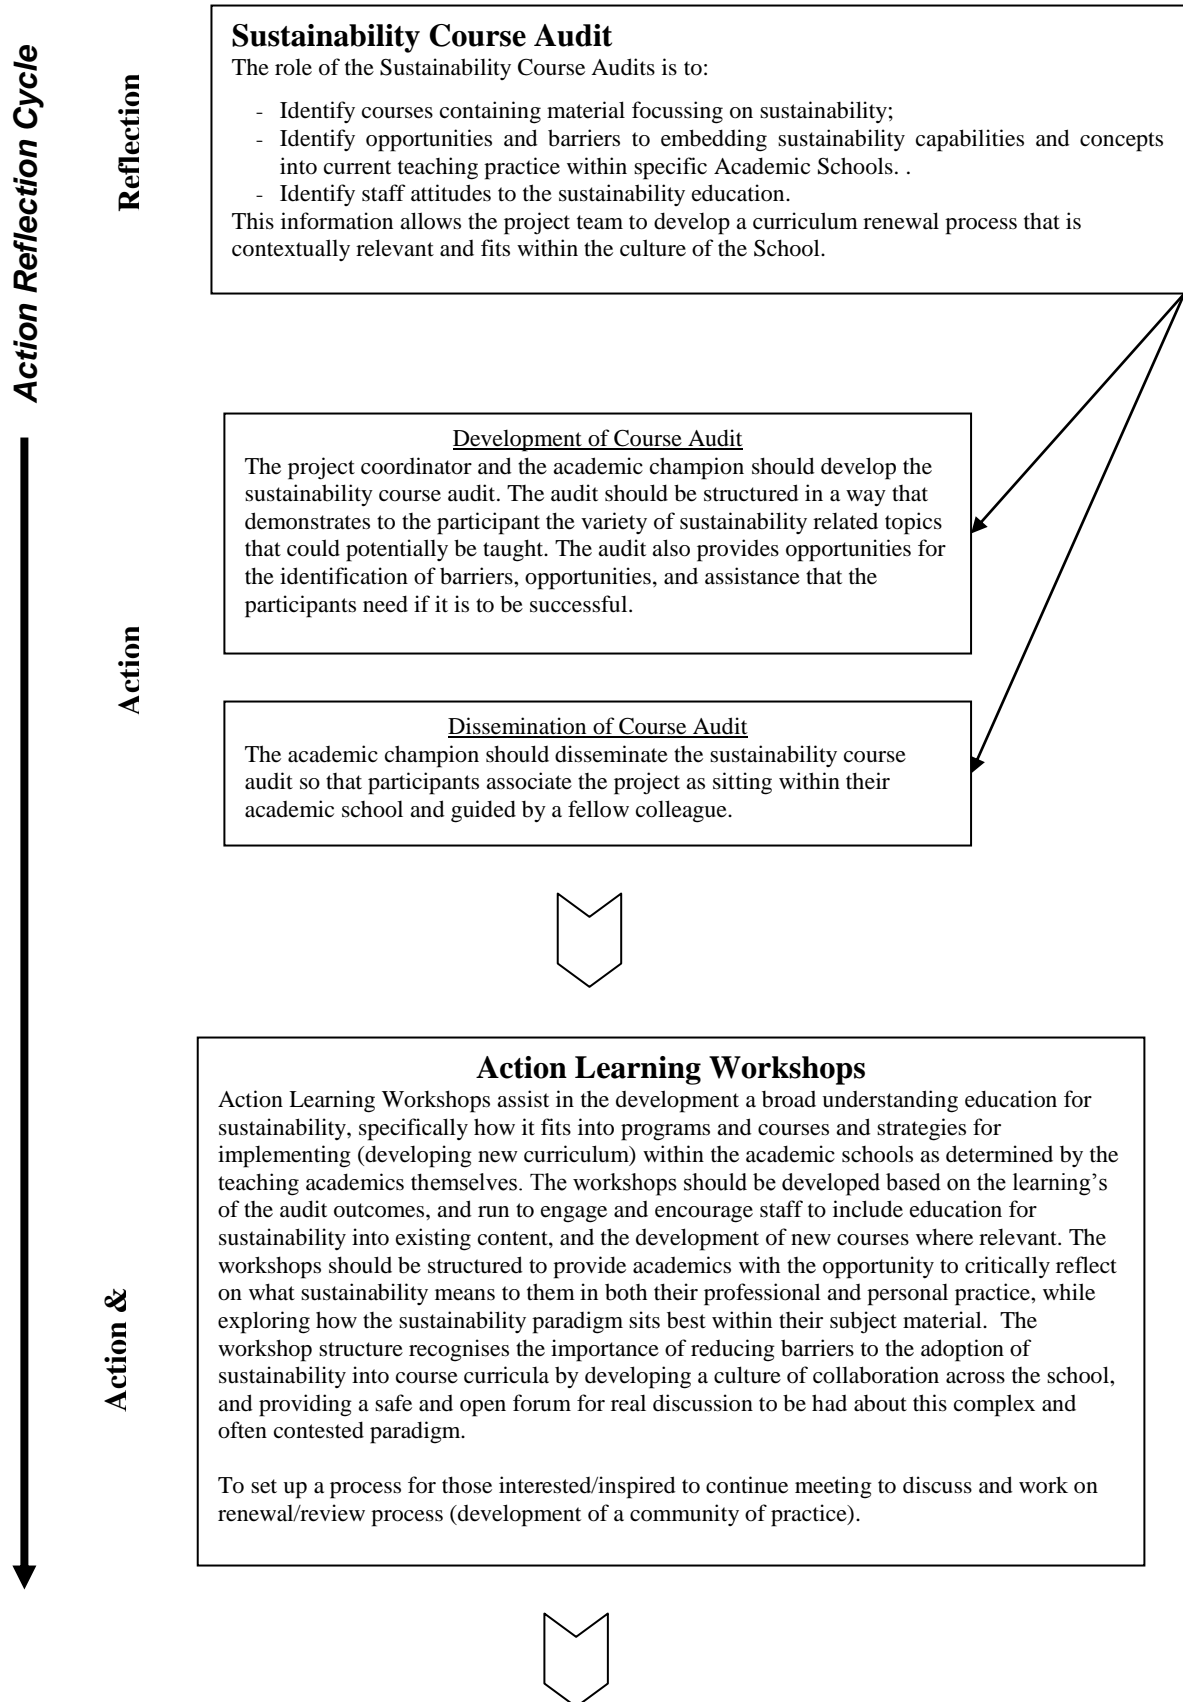 Action Reflection Cycle
Reflection
Sustainability Course Audit
The role of the Sustainability Course Audits is to:
- Identify courses containing material focussing on sustainability;
- Identify opportunities and barriers to embedding sustainability capabilities and concepts
into current teaching practice within specific Academic Schools. .
- Identify staff attitudes to the sustainability education.
This information allows the project team to develop a curriculum renewal process that is
contextually relevant and fits within the culture of the School.
Action
Development of Course Audit
The project coordinator and the academic champion should develop the
sustainability course audit. The audit should be structured in a way that
demonstrates to the participant the variety of sustainability related topics
that could potentially be taught. The audit also provides opportunities for
the identification of barriers, opportunities, and assistance that the
participants need if it is to be successful.
Dissemination of Course Audit
The academic champion should disseminate the sustainability course
audit so that participants associate the project as sitting within their
academic school and guided by a fellow colleague.
Action &
Action Learning Workshops
Action Learning Workshops assist in the development a broad understanding education for
sustainability, specifically how it fits into programs and courses and strategies for
implementing (developing new curriculum) within the academic schools as determined by the
teaching academics themselves. The workshops should be developed based on the learning’s
of the audit outcomes, and run to engage and encourage staff to include education for
sustainability into existing content, and the development of new courses where relevant. The
workshops should be structured to provide academics with the opportunity to critically reflect
on what sustainability means to them in both their professional and personal practice, while
exploring how the sustainability paradigm sits best within their subject material.  The
workshop structure recognises the importance of reducing barriers to the adoption of
sustainability into course curricula by developing a culture of collaboration across the school,
and providing a safe and open forum for real discussion to be had about this complex and
often contested paradigm.
To set up a process for those interested/inspired to continue meeting to discuss and work on
renewal/review process (development of a community of practice).